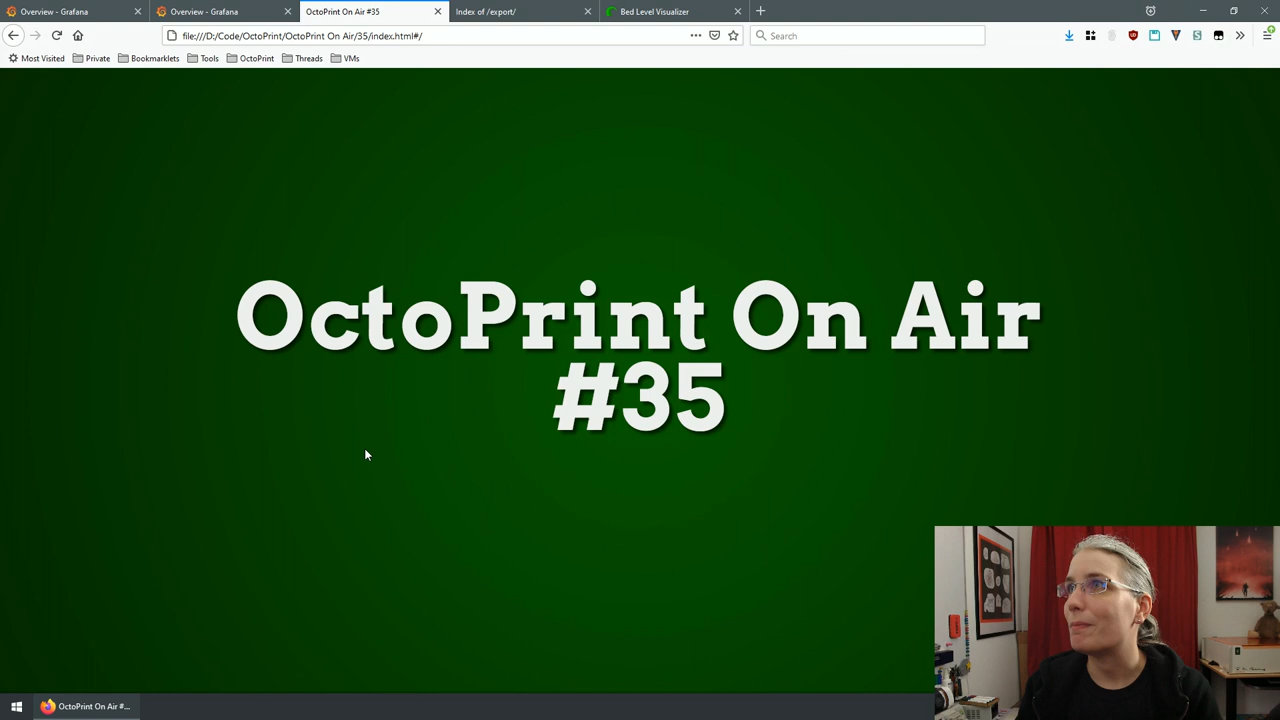 Overview - Grafana
Overview - Grafana
OctoPrint On Air #35
Index of /export/
Bed Level Visualizer
file:///D:/Code/OctoPrint/OctoPrint On Air/35/index.html#/
Search
Most Visited
Private
Bookmarklets
Tools
OctoPrint
Threads
VMs
OctoPrint On Air
#35
OctoPrint On Air #...